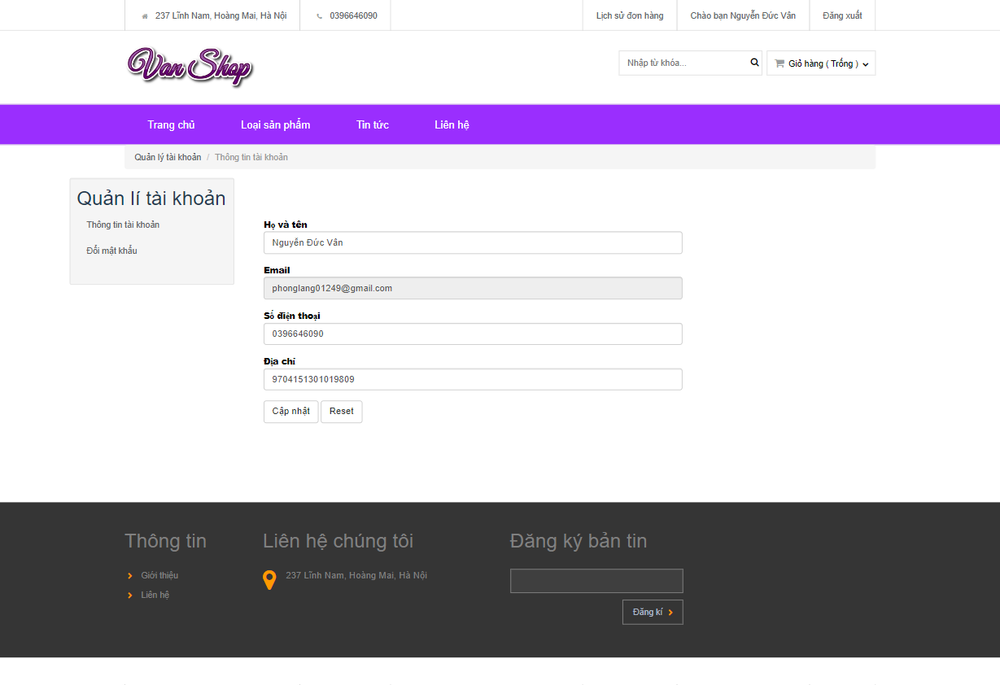 237 Lĩnh Nam, Hoàng Mai, Hà Nội
0396646090
Lịch sử đơn hàng
Chào bạn Nguyễn Đức Vân
Đăng xuất
Van Shop
Nhập từ khóa...
Giỏ hàng ( Trống )
Trang chủ
Loại sản phẩm
Tin tức
Liên hệ
Quản lý tài khoản / Thông tin tài khoản
Quản lí tài khoản
Thông tin tài khoản
Đổi mật khẩu
Họ và tên
Nguyễn Đức Vân
Email
phonglang01249@gmail.com
Số điện thoại
0396646090
Địa chỉ
9704151301019809
Cập nhật
Reset
Thông tin
Giới thiệu
Liên hệ
Liên hệ chúng tôi
237 Lĩnh Nam, Hoàng Mai, Hà Nội
Đăng ký bản tin
Đăng kí